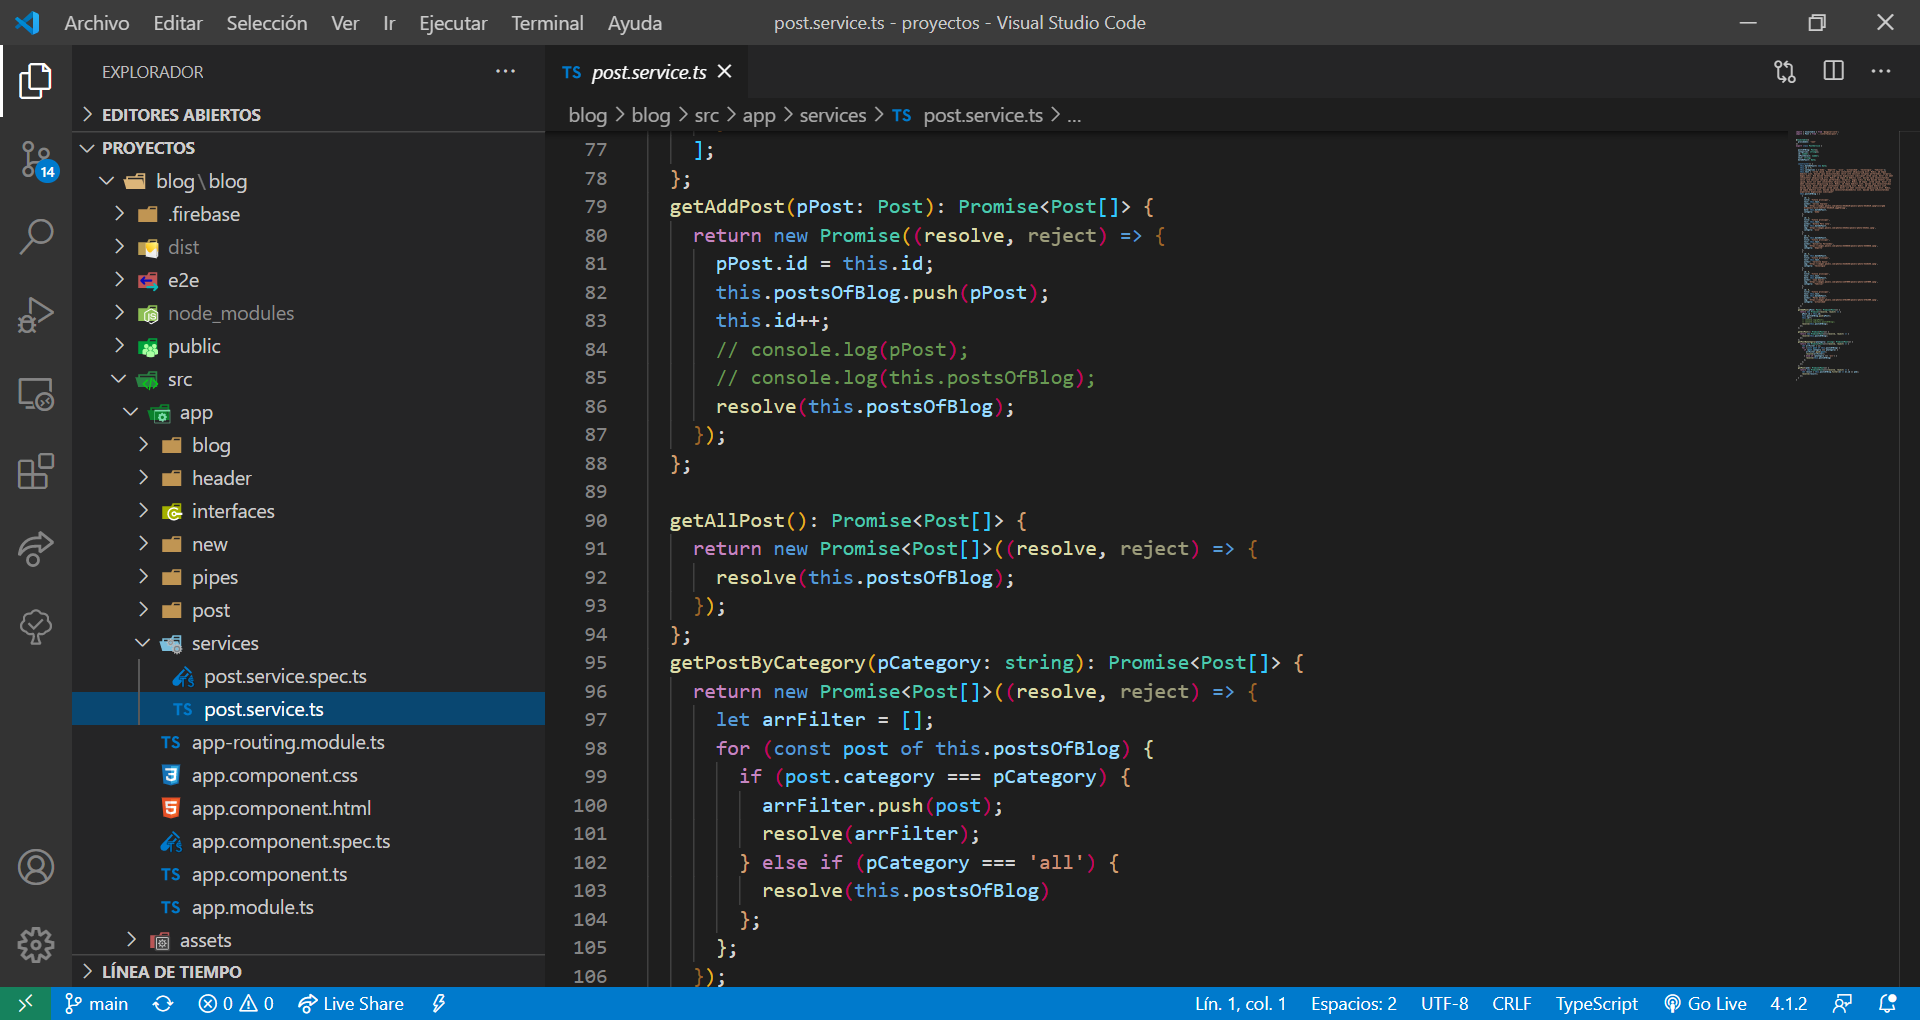 Archivo Editar Selección Ver Ir Ejecutar Terminal Ayuda
post.service.ts - proyectos - Visual Studio Code
EXPLORADOR
EDITORES ABIERTOS
PROYECTOS
blog\blog
.firebase
dist
e2e
node_modules
public
src
app
blog
header
interfaces
new
pipes
post
services
post.service.spec.ts
TS post.service.ts
TS app-routing.module.ts
app.component.css
app.component.html
app.component.spec.ts
TS app.component.ts
TS app.module.ts
assets
LÍNEA DE TIEMPO
14
TS post.service.ts
blog > blog > src > app > services > TS post.service.ts > ...
77 ];
78 };
79 getAddPost(pPost: Post): Promise<Post[]> {
80 return new Promise((resolve, reject) => {
81 pPost.id = this.id;
82 this.postsOfBlog.push(pPost);
83 this.id++;
84 // console.log(pPost);
85 // console.log(this.postsOfBlog);
86 resolve(this.postsOfBlog);
87 });
88 };
89
90 getAllPost(): Promise<Post[]> {
91 return new Promise<Post[]>((resolve, reject) => {
92 resolve(this.postsOfBlog);
93 });
94 };
95 getPostByCategory(pCategory: string): Promise<Post[]> {
96 return new Promise<Post[]>((resolve, reject) => {
97 let arrFilter = [];
98 for (const post of this.postsOfBlog) {
99 if (post.category === pCategory) {
100 arrFilter.push(post);
101 resolve(arrFilter);
102 } else if (pCategory === 'all') {
103 resolve(this.postsOfBlog)
104 };
105 };
106 });
main 0 0 Live Share
Lín. 1, col. 1 Espacios: 2 UTF-8 CRLF TypeScript Go Live 4.1.2